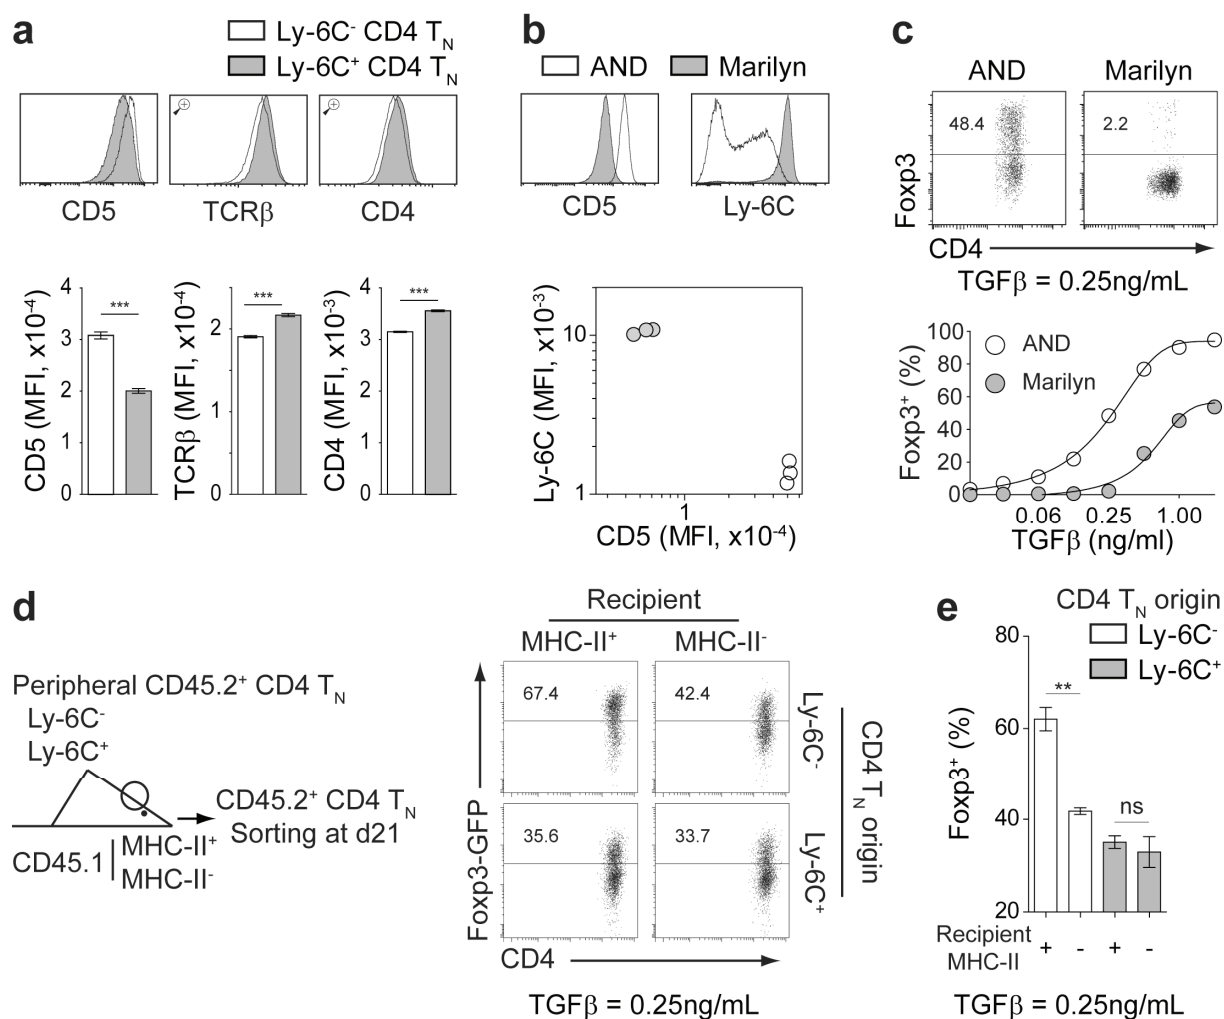 a
Ly-6C- CD4 TN
Ly-6C+ CD4 TN
CD5
TCRβ
CD4
4
3
2
1
0
CD5 (MFI, x10-4)
***
2
1
0
TCRβ (MFI, x10-4)
***
4
3
2
1
0
CD4 (MFI, x10-3)
***
b
AND
Marilyn
CD5
Ly-6C
10
1
Ly-6C (MFI, x10-3)
1
CD5 (MFI, x10-4)
c
AND
Marilyn
48.4
2.2
Foxp3
CD4
TGFβ = 0.25ng/mL
AND
Marilyn
100
80
60
40
20
0
Foxp3+ (%)
0.06
0.25
1.00
TGFβ (ng/ml)
d
Peripheral CD45.2+ CD4 TN
Ly-6C-
Ly-6C+
CD45.1
MHC-II+
MHC-II-
CD45.2+ CD4 TN
Sorting at d21
Recipient
MHC-II+
MHC-II-
67.4
42.4
35.6
33.7
Ly-6C-
Ly-6C+
CD4 TN origin
Foxp3-GFP
CD4
TGFβ = 0.25ng/mL
e
CD4 TN origin
Ly-6C-
Ly-6C+
80
60
40
20
Foxp3+ (%)
**
ns
Recipient
MHC-II
+ - + -
TGFβ = 0.25ng/mL